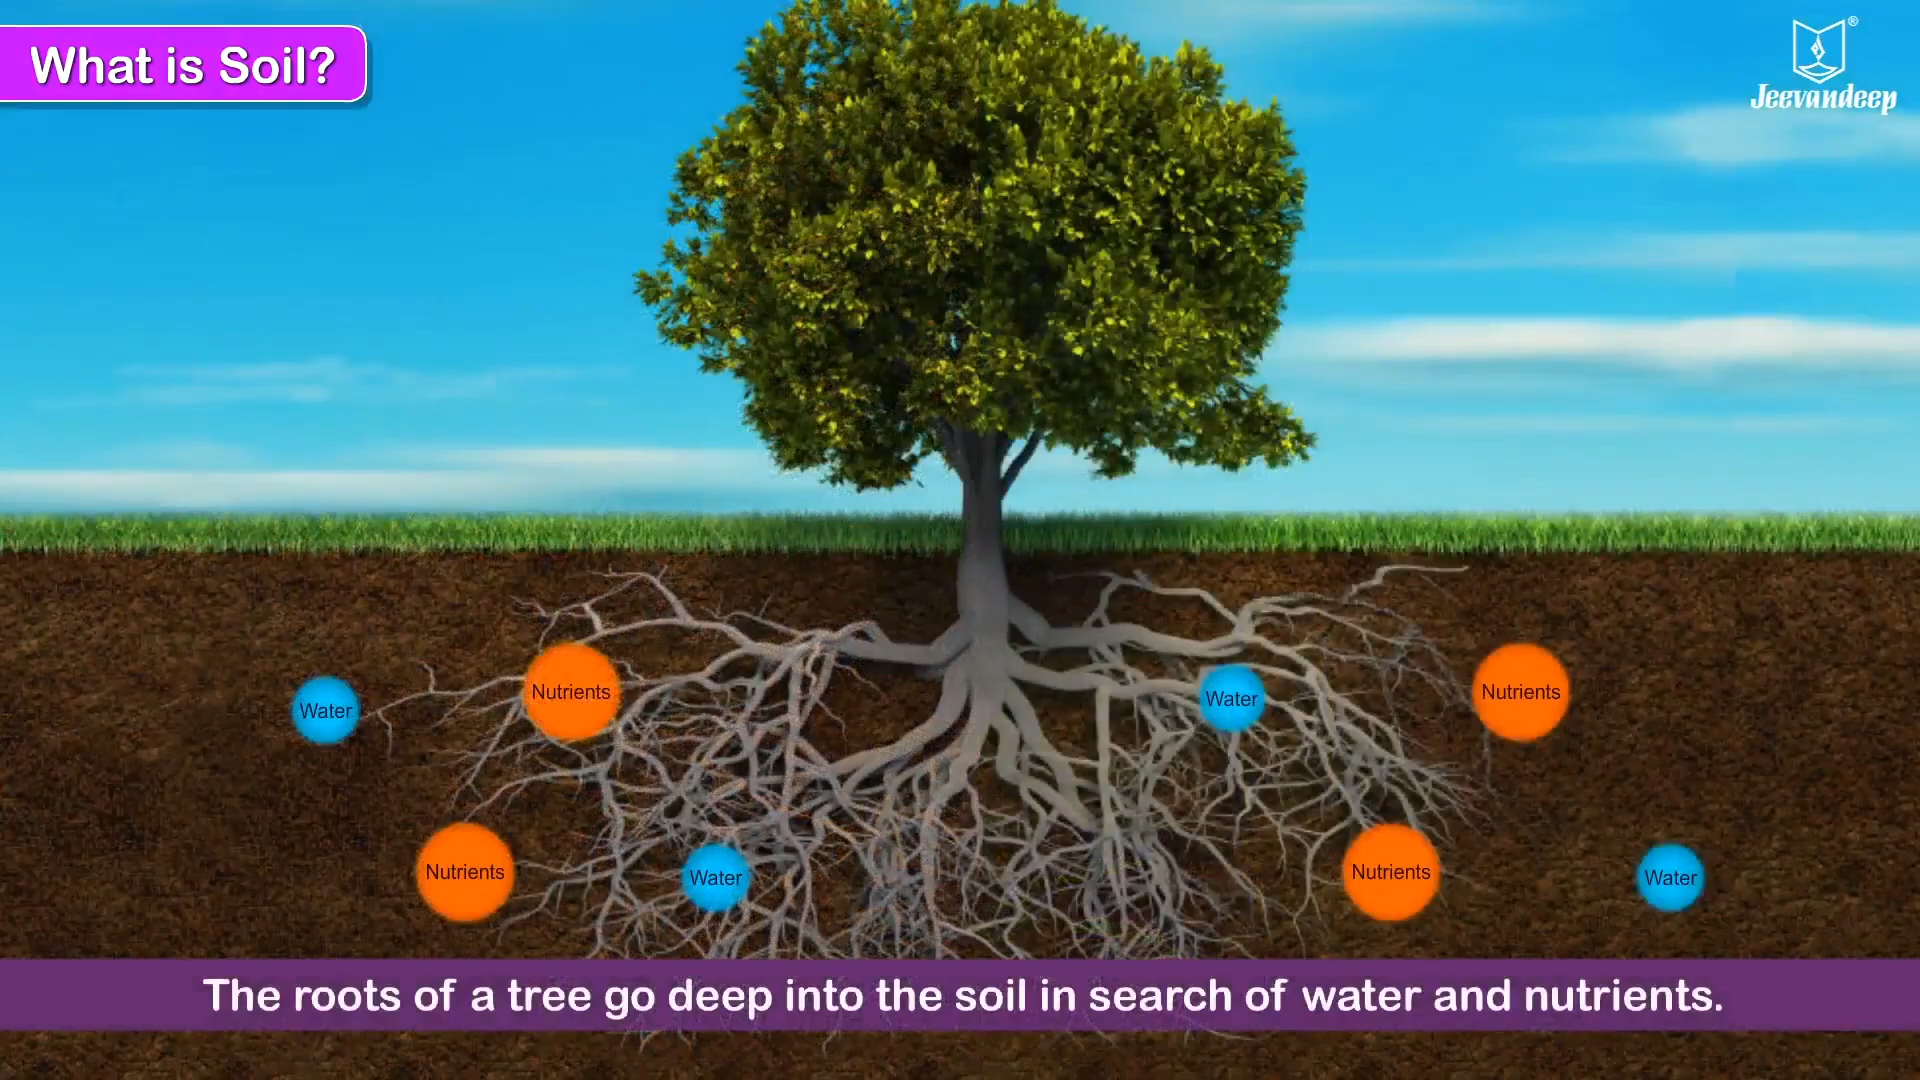 What is Soil?
®
Jeevandeep
Nutrients
Nutrients
Water
Water
Nutrients
Nutrients
Water
Water
The roots of a tree go deep into the soil in search of water and nutrients.